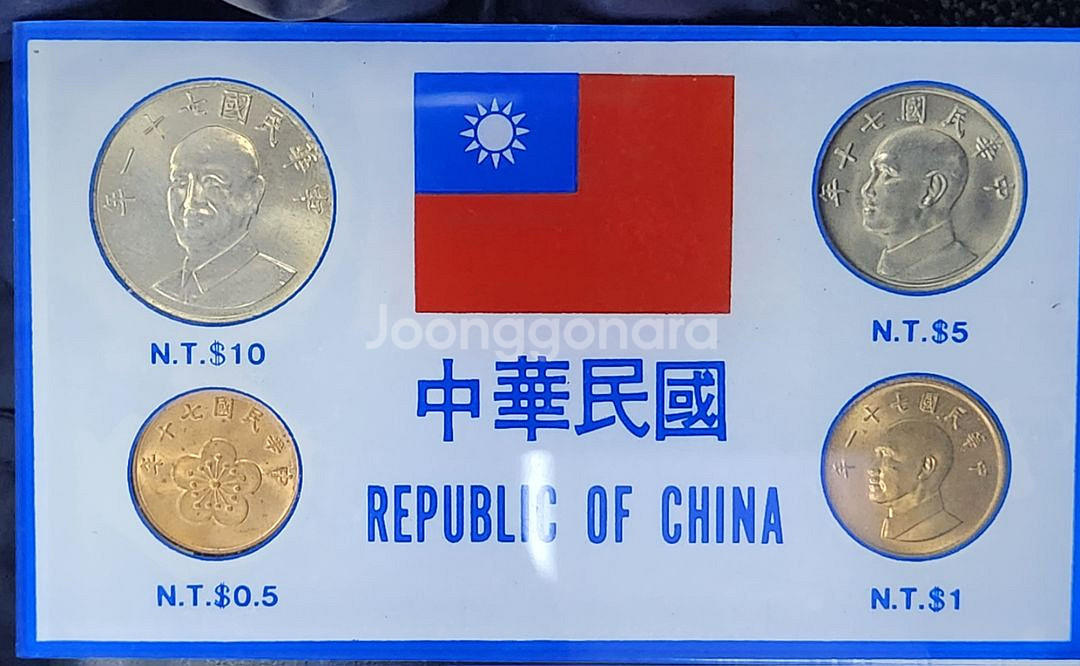 中華民國七十一年
中華民國七十年
N.T.$10
N.T.$5
Joonggonara
中華民國
中華民國七十年
中華民國七十一年
REPUBLIC OF CHINA
N.T.$0.5
N.T.$1